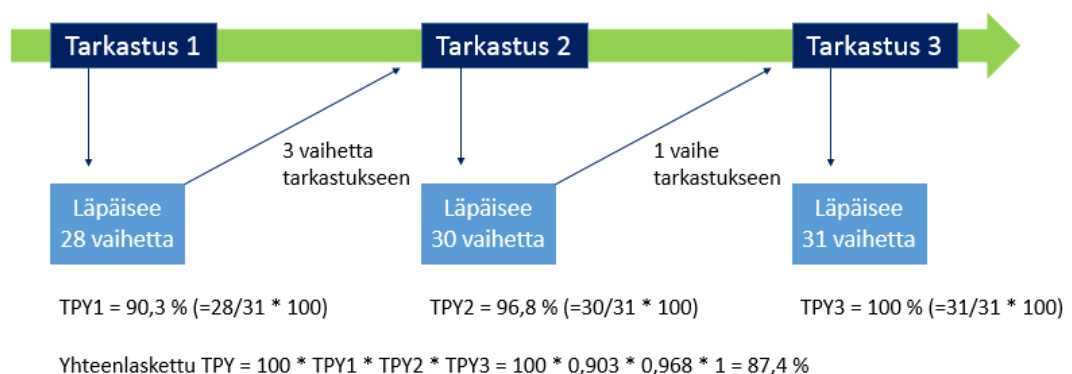 Tarkastus 1
Tarkastus 2
Tarkastus 3
3 vaihetta
tarkastukseen
1 vaihe
tarkastukseen
Läpäisee
28 vaihetta
Läpäisee
30 vaihetta
Läpäisee
31 vaihetta
TPY1 = 90,3 % (=28/31 * 100)
TPY2 = 96,8 % (=30/31 * 100)
TPY3 = 100 % (=31/31 * 100)
Yhteenlaskettu TPY = 100 * TPY1 * TPY2 * TPY3 = 100 * 0,903 * 0,968 * 1 = 87,4 %